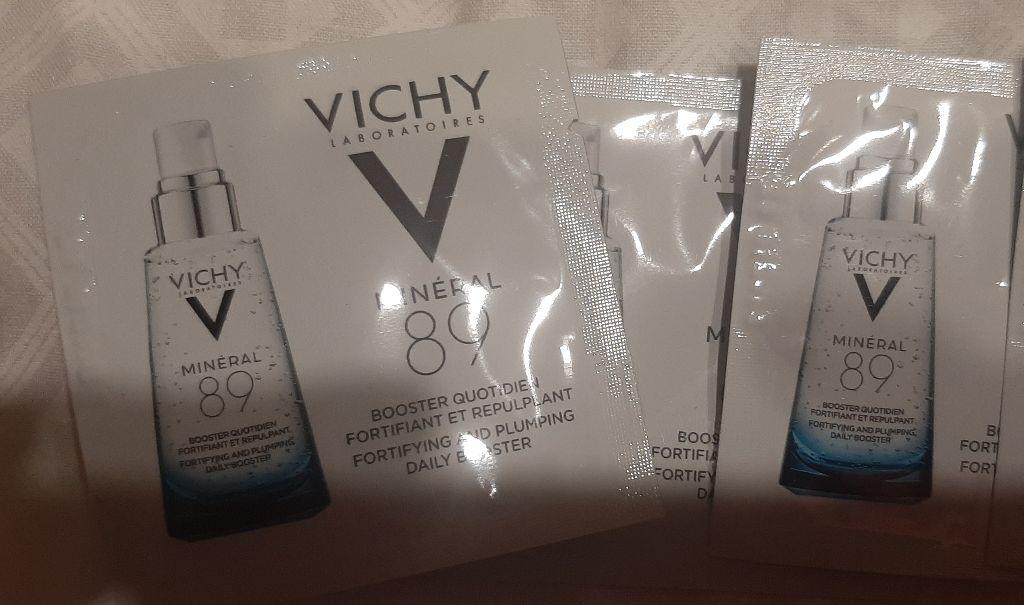 VICHY
LABORATOIRES
V
MINÉRAL
89
BOOSTER QUOTIDIEN
FORTIFIANT ET REPULPANT
FORTIFYING AND PLUMPING
DAILY BOOSTER
VICHY
LABORATOIRES
V
MINÉRAL
89
BOOSTER QUOTIDIEN
FORTIFIANT ET REPULPANT,
FORTIFYING AND PLUMPING,
DAILY BOOSTER
VICHY
LABORATOIRES
V
MINÉRAL
89
BOOSTER QUOTIDIEN
FORTIFIANT ET REPULPANT,
FORTIFYING AND PLUMPING,
DAILY BOOSTER